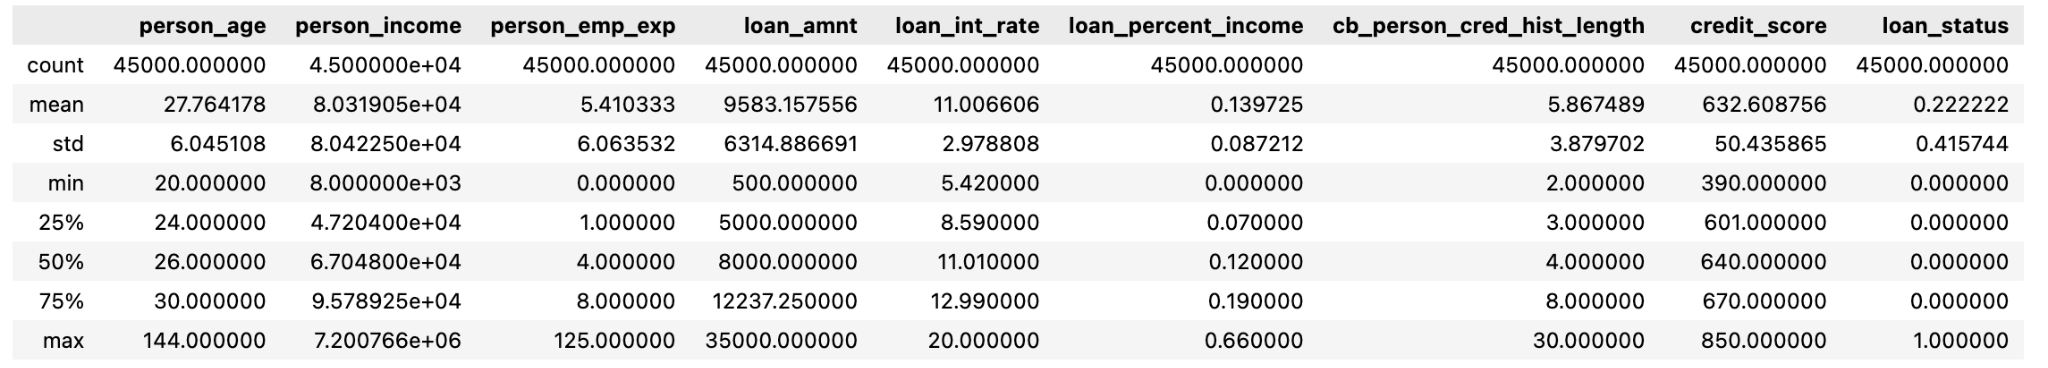 person_age person_income person_emp_exp loan_amnt loan_int_rate loan_percent_income cb_person_cred_hist_length credit_score loan_status
count 45000.000000 4.500000e+04 45000.000000 45000.000000 45000.000000 45000.000000 45000.000000 45000.000000 45000.000000
mean 27.764178 8.031905e+04 5.410333 9583.157556 11.006606 0.139725 5.867489 632.608756 0.222222
std 6.045108 8.042250e+04 6.063532 6314.886691 2.978808 0.087212 3.879702 50.435865 0.415744
min 20.000000 8.000000e+03 0.000000 500.000000 5.420000 0.000000 2.000000 390.000000 0.000000
25% 24.000000 4.720400e+04 1.000000 5000.000000 8.590000 0.070000 3.000000 601.000000 0.000000
50% 26.000000 6.704800e+04 4.000000 8000.000000 11.010000 0.120000 4.000000 640.000000 0.000000
75% 30.000000 9.578925e+04 8.000000 12237.250000 12.990000 0.190000 8.000000 670.000000 0.000000
max 144.000000 7.200766e+06 125.000000 35000.000000 20.000000 0.660000 30.000000 850.000000 1.000000